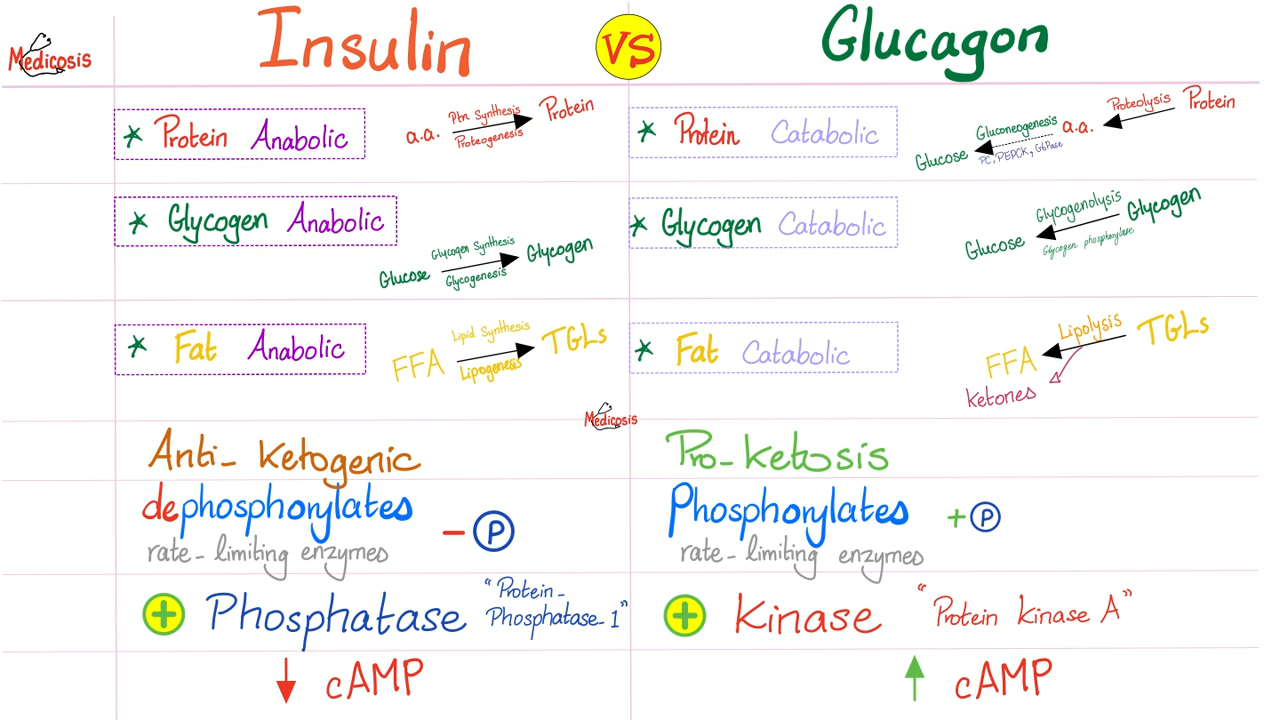 Medicosis
Insulin
VS
Glucagon
Protein Anabolic
a.a.
Ptn Synthesis
Proteogenesis
Protein
Protein Catabolic
Protein
Proteolysis
a.a.
Gluconeogenesis
PC, PEPCK, G6Pase
Glucose
Glycogen Anabolic
Glucose
Glycogen Synthesis
Glycogenesis
Glycogen
Glycogen Catabolic
Glycogen
Glycogenolysis
Glycogen phosphorylase
Glucose
Fat Anabolic
FFA
Lipid Synthesis
Lipogenesis
TGLs
Fat Catabolic
TGLs
Lipolysis
FFA
Ketones
Medicosis
Anti- Ketogenic
Pro-ketosis
dephosphorylates
- P
rate-limiting enzymes
Phosphorylates
+ P
rate-limiting enzymes
+ Phosphatase
"Protein-
Phosphatase-1"
+ Kinase
"Protein kinase A"
↓ cAMP
↑ cAMP